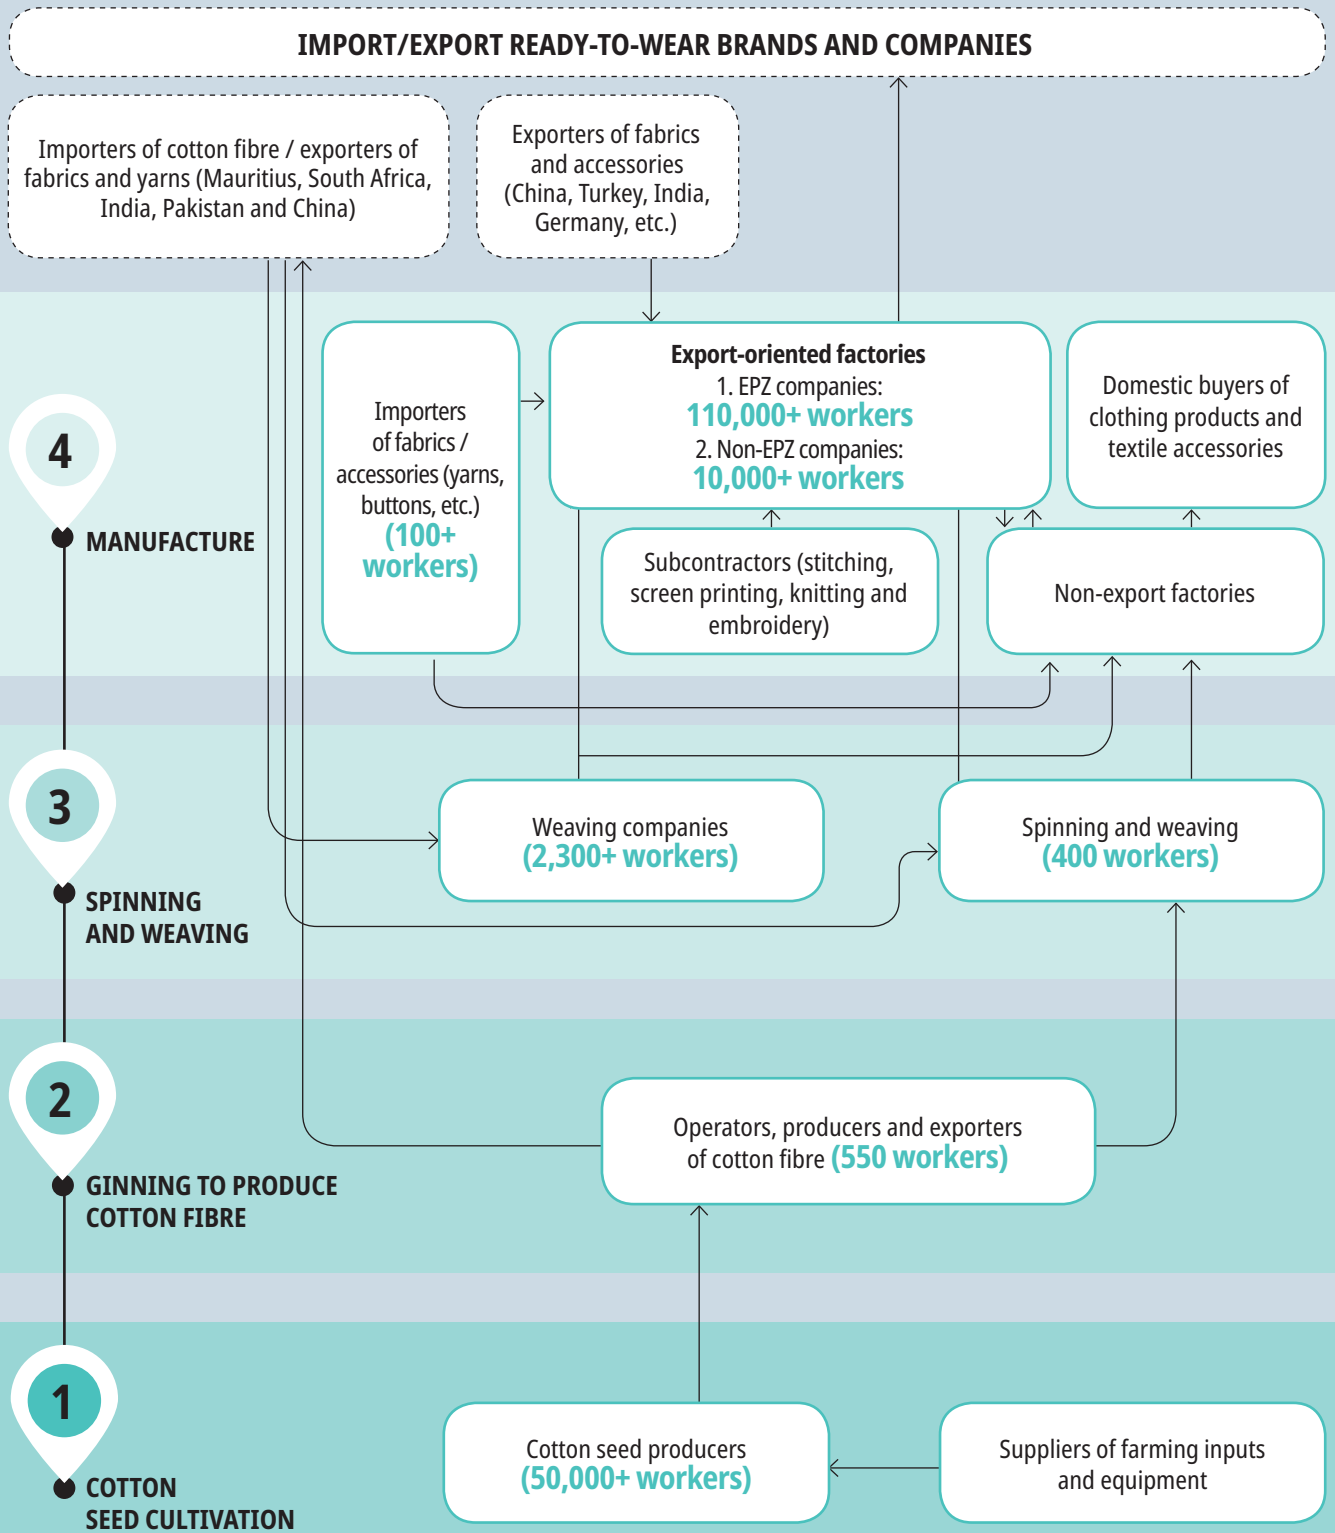 IMPORT/EXPORT READY-TO-WEAR BRANDS AND COMPANIES
Importers of cotton fibre / exporters of
fabrics and yarns (Mauritius, South Africa,
India, Pakistan and China)
Exporters of fabrics
and accessories
(China, Turkey, India,
Germany, etc.)
4
MANUFACTURE
Importers
of fabrics /
accessories (yarns,
buttons, etc.)
(100+
workers)
Export-oriented factories
1. EPZ companies:
110,000+ workers
2. Non-EPZ companies:
10,000+ workers
Domestic buyers of
clothing products and
textile accessories
Subcontractors (stitching,
screen printing, knitting and
embroidery)
Non-export factories
3
SPINNING
AND WEAVING
Weaving companies
(2,300+ workers)
Spinning and weaving
(400 workers)
2
GINNING TO PRODUCE
COTTON FIBRE
Operators, producers and exporters
of cotton fibre (550 workers)
1
COTTON
SEED CULTIVATION
Cotton seed producers
(50,000+ workers)
Suppliers of farming inputs
and equipment